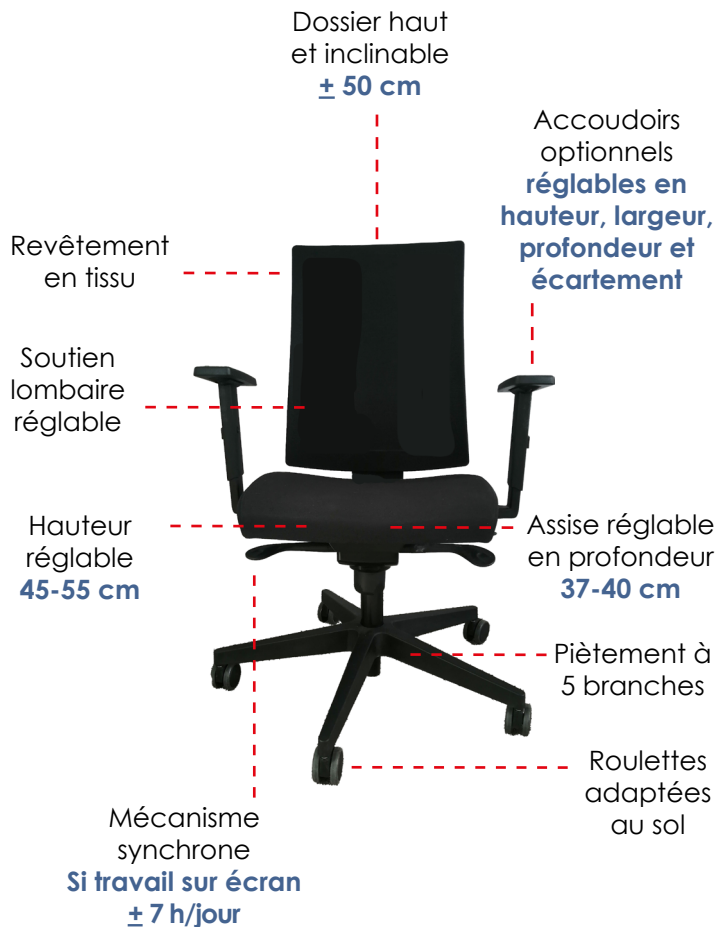 Dossier haut
et inclinable
± 50 cm
Accoudoirs
optionnels
réglables en
hauteur, largeur,
profondeur et
écartement
Revêtement
en tissu
Soutien
lombaire
réglable
Hauteur
réglable
45-55 cm
Assise réglable
en profondeur
37-40 cm
Piètement à
5 branches
Roulettes
adaptées
au sol
Mécanisme
synchrone
Si travail sur écran
± 7 h/jour